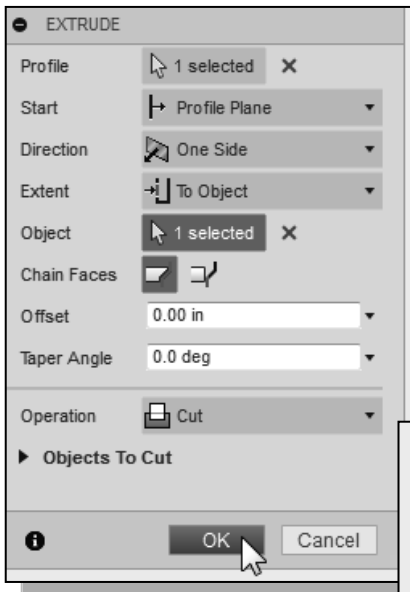 EXTRUDE
Profile 1 selected
Start Profile Plane
Direction One Side
Extent To Object
Object 1 selected
Chain Faces
Offset 0.00 in
Taper Angle 0.0 deg
Operation Cut
Objects To Cut
OK Cancel